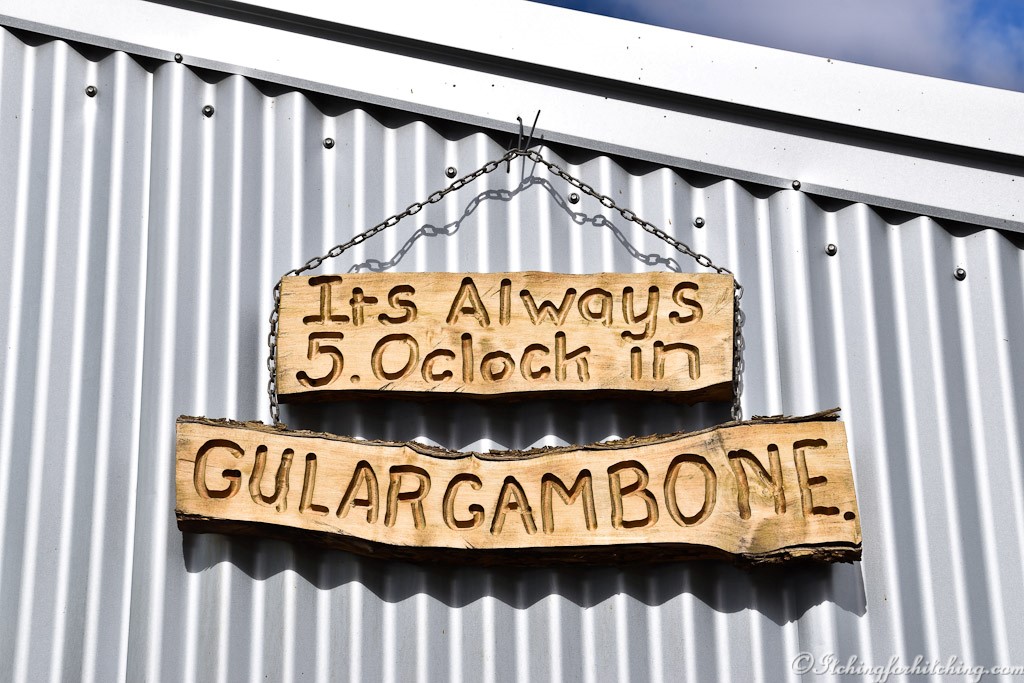 Its Always
5.Oclock in
GULARGAMBONE.
©Itchingforhitching.com